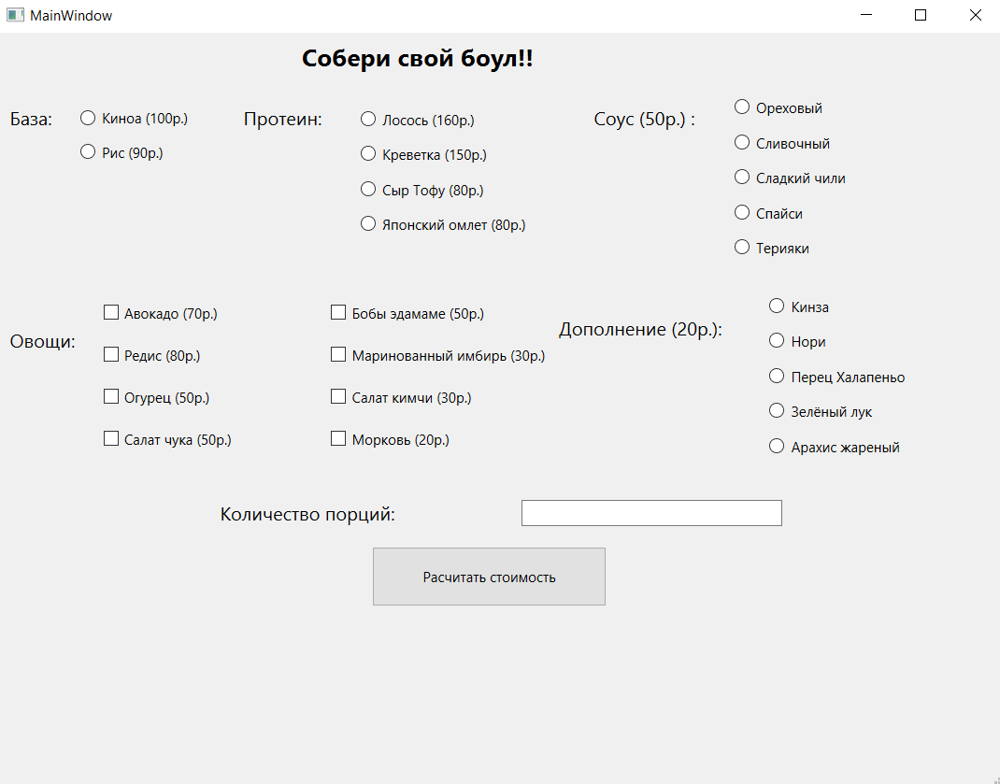 MainWindow
Собери свой боул!!
База:
Киноа (100р.)
Рис (90р.)
Протеин:
Лосось (160р.)
Креветка (150р.)
Сыр Тофу (80р.)
Японский омлет (80р.)
Соус (50р.) :
Ореховый
Сливочный
Сладкий чили
Спайси
Терияки
Овощи:
Авокадо (70р.)
Редис (80р.)
Огурец (50р.)
Салат чука (50р.)
Бобы эдамаме (50р.)
Маринованный имбирь (30р.)
Салат кимчи (30р.)
Морковь (20р.)
Дополнение (20р.):
Кинза
Нори
Перец Халапеньо
Зелёный лук
Арахис жареный
Количество порций:
Расчитать стоимость